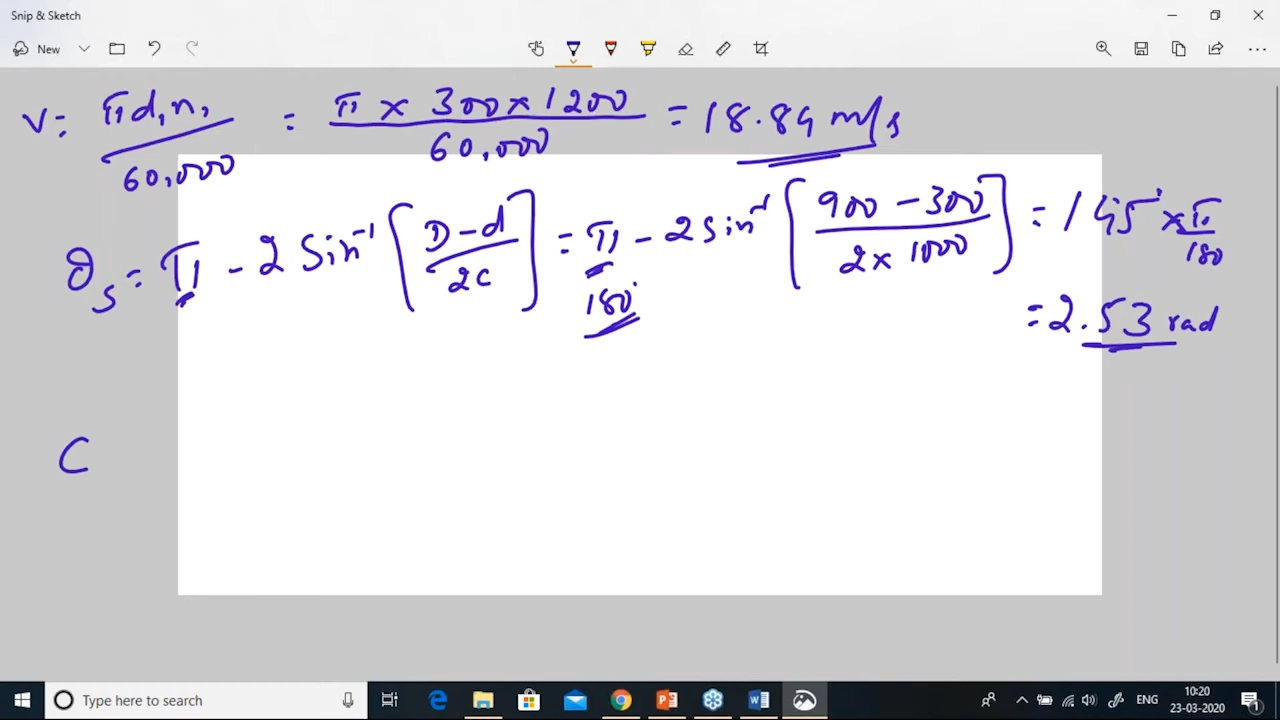 Snip & Sketch
New
v = πd₁n₁/60,000 = π × 300 × 1200/60,000 = 18.84 m/s
θₛ = π - 2 Sin⁻¹ [D - d/2C] = π - 2 Sin⁻¹ [900 - 300/2 × 1000] = 145° × π/180
180°
= 2.53 rad
C
Type here to search
ENG
10:20
23-03-2020
1